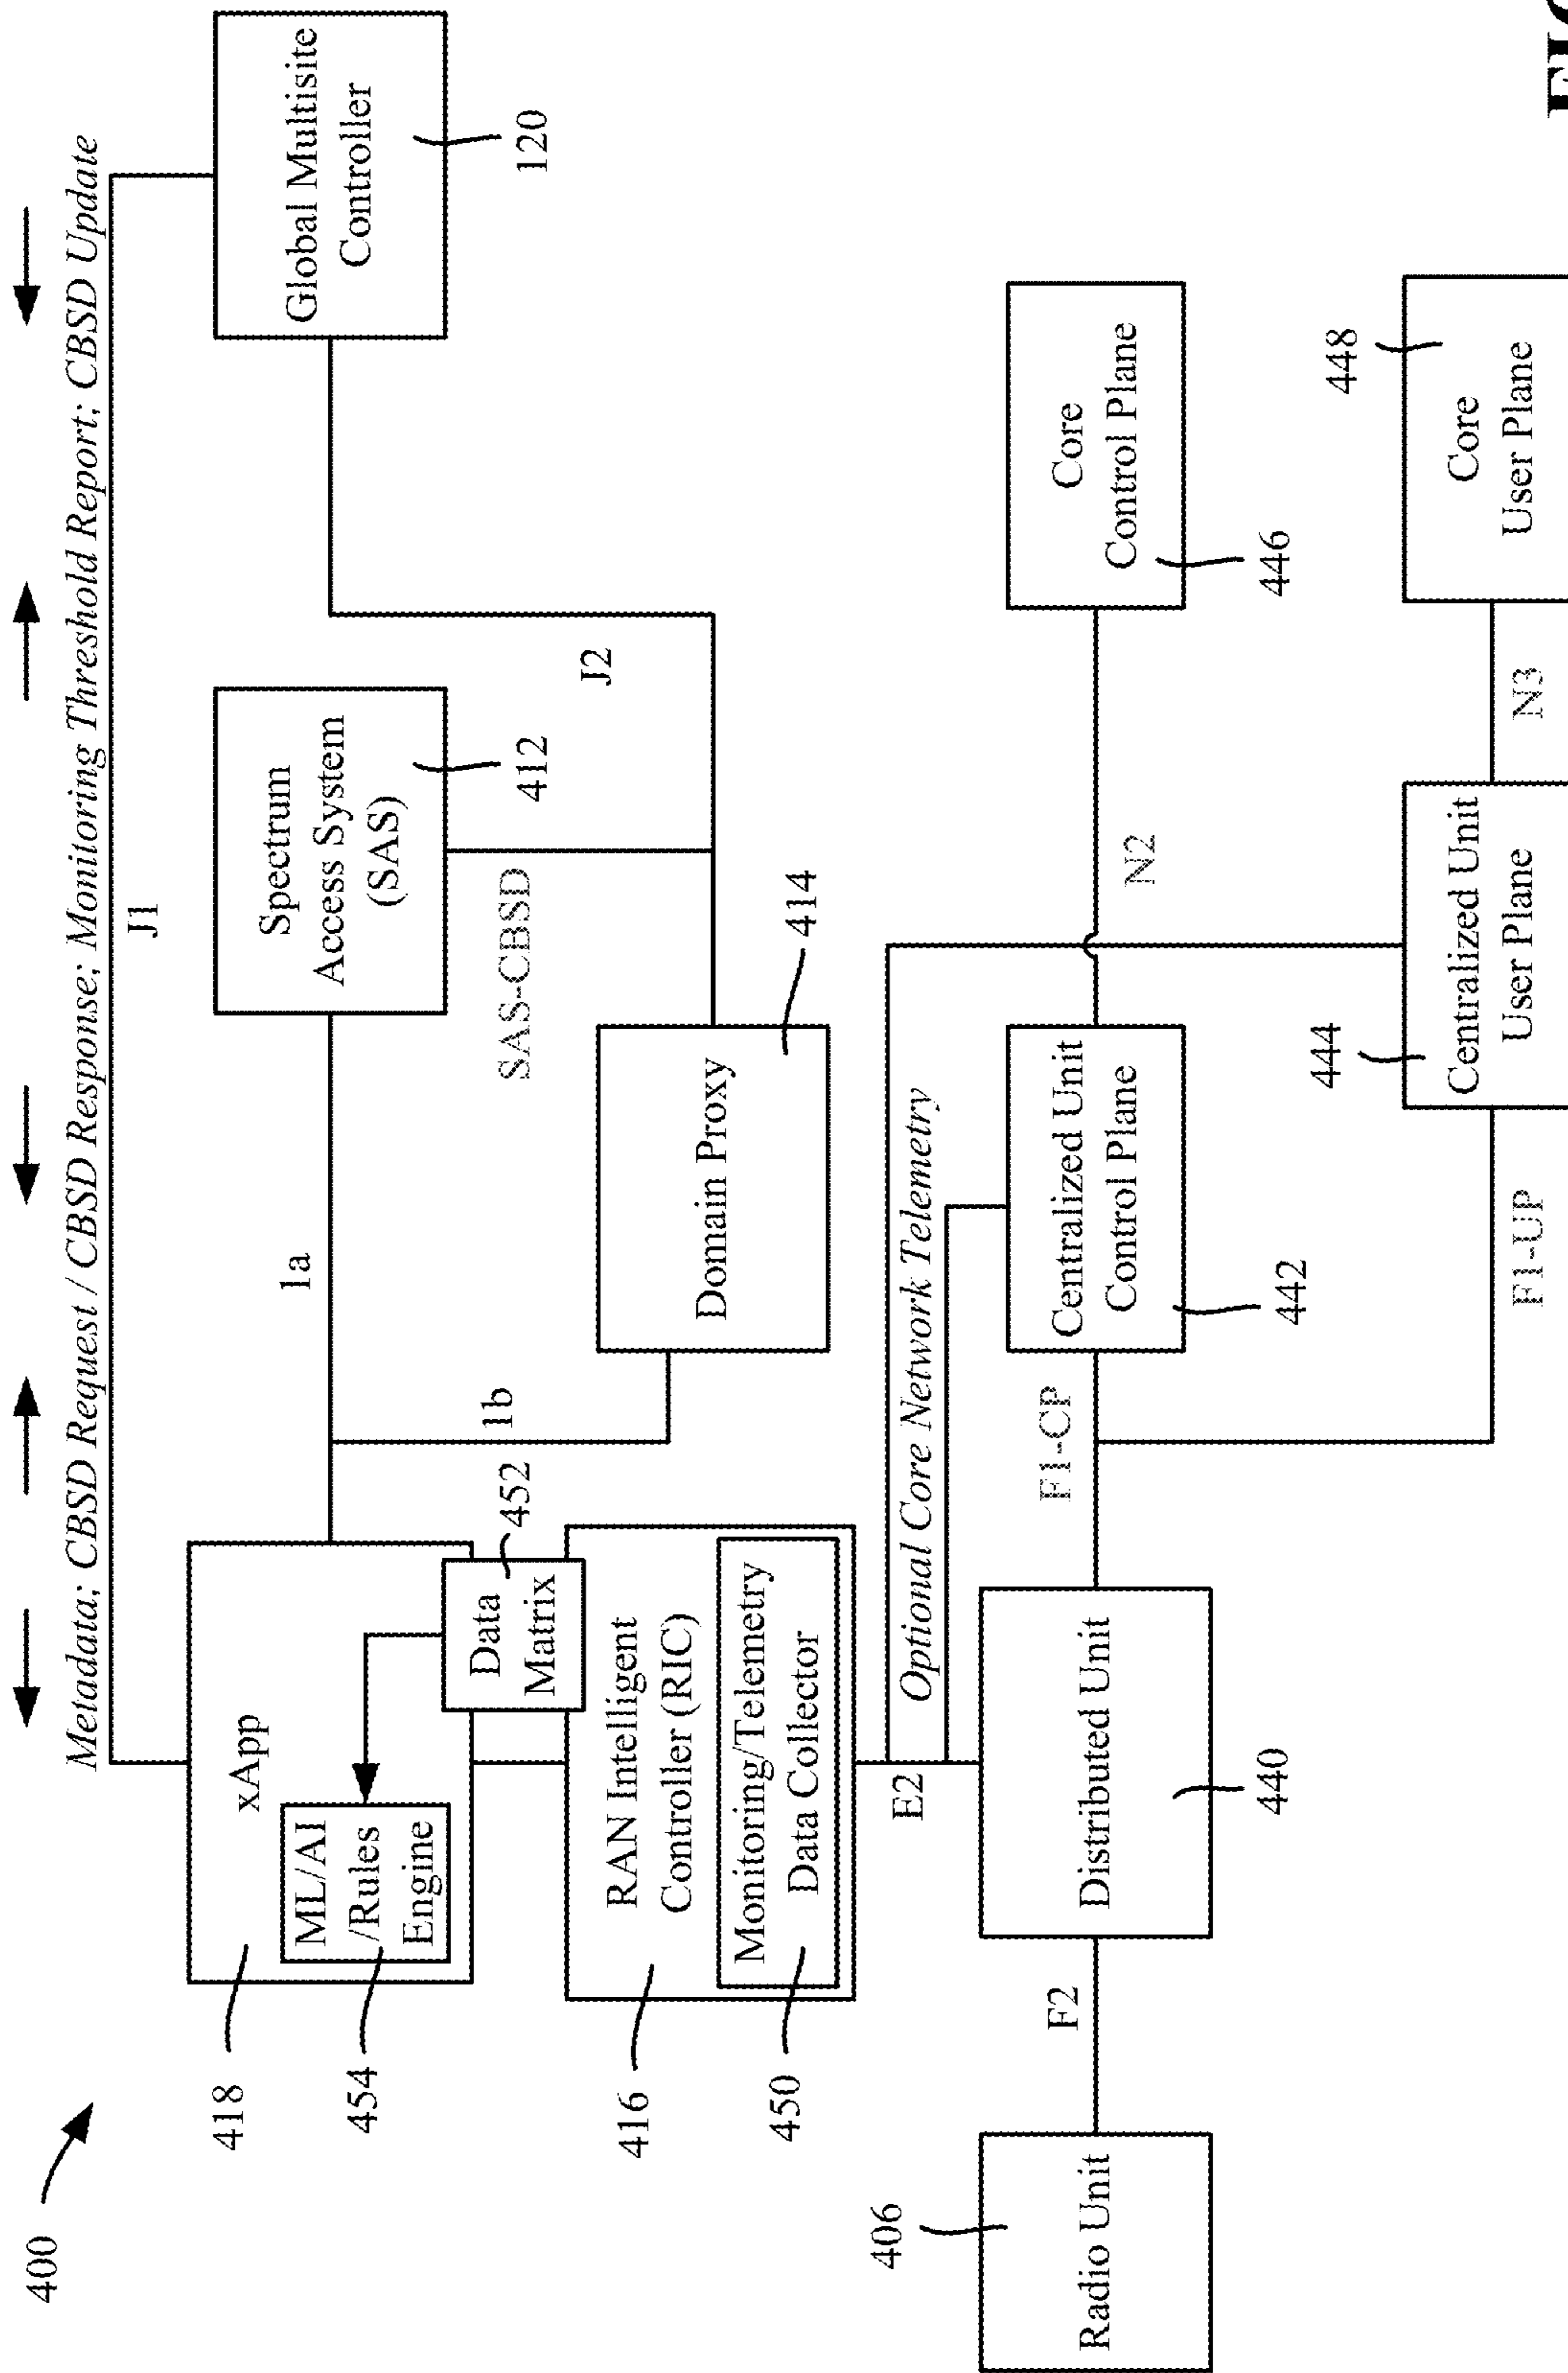 400
Metadata; CBSD Request / CBSD Response; Monitoring Threshold Report; CBSD Update
J1
418
xApp
ML/AI
/Rules
Engine
454
Data
Matrix
452
1a
1b
Spectrum
Access System
(SAS)
412
SAS-CBSD
J2
Global Multisite
Controller
120
416
RAN Intelligent
Controller (RIC)
Monitoring/Telemetry
Data Collector
450
Domain Proxy
414
E2
Optional Core Network Telemetry
406
Radio Unit
F2
Distributed Unit
440
F1-CP
Centralized Unit
Control Plane
442
N2
Core
Control Plane
446
F1-UP
444
Centralized Unit
User Plane
N3
448
Core
User Plane